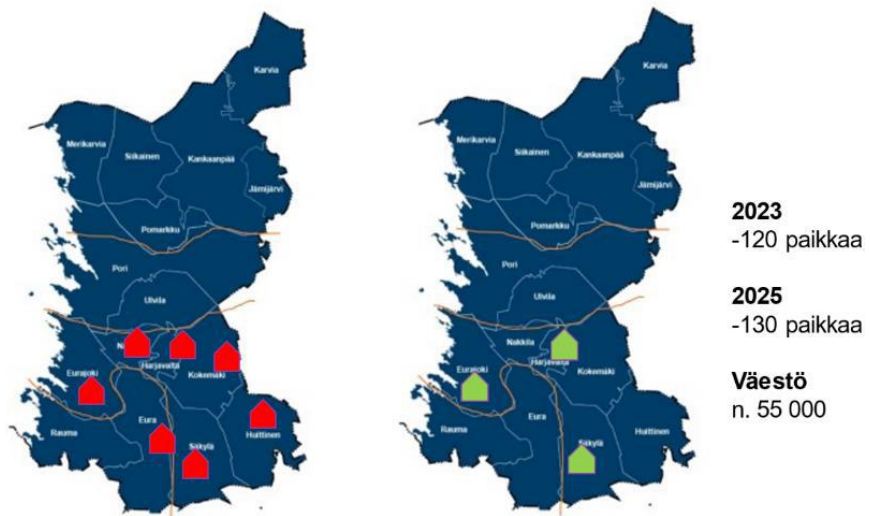 Karvia
Merikarvia
Siikainen
Kankaanpää
Jämijärvi
Pomarkku
Pori
Ulvila
Harjavalta
Kokemäki
Eurajoki
Eura
Rauma
Säkylä
Huittinen
Karvia
Merikarvia
Siikainen
Kankaanpää
Jämijärvi
Pomarkku
Pori
Ulvila
Nakkila
Harjavalta
Kokemäki
Eurajoki
Eura
Rauma
Säkylä
Huittinen
2023
-120 paikkaa
2025
-130 paikkaa
Väestö
n. 55 000